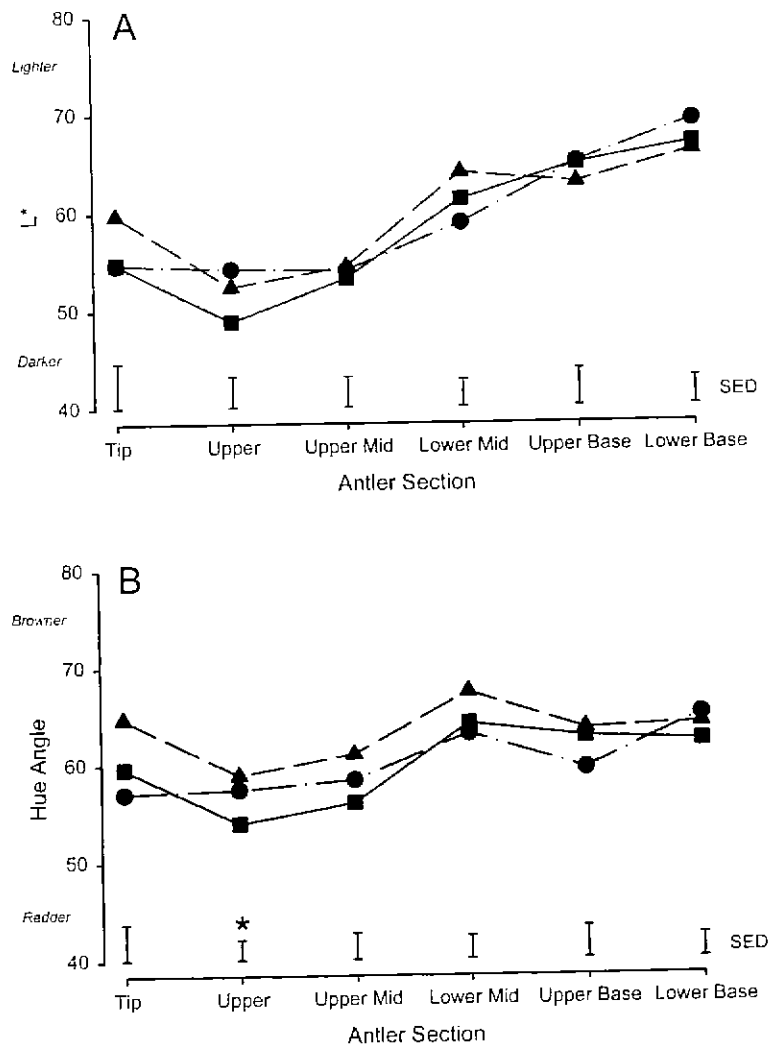 A
80
Lighter
70
60
L*
50
Darker
40
SED
Tip Upper Upper Mid Lower Mid Upper Base Lower Base
Antler Section
B
80
Browner
70
60
Hue Angle
50
Redder
*
40
SED
Tip Upper Upper Mid Lower Mid Upper Base Lower Base
Antler Section